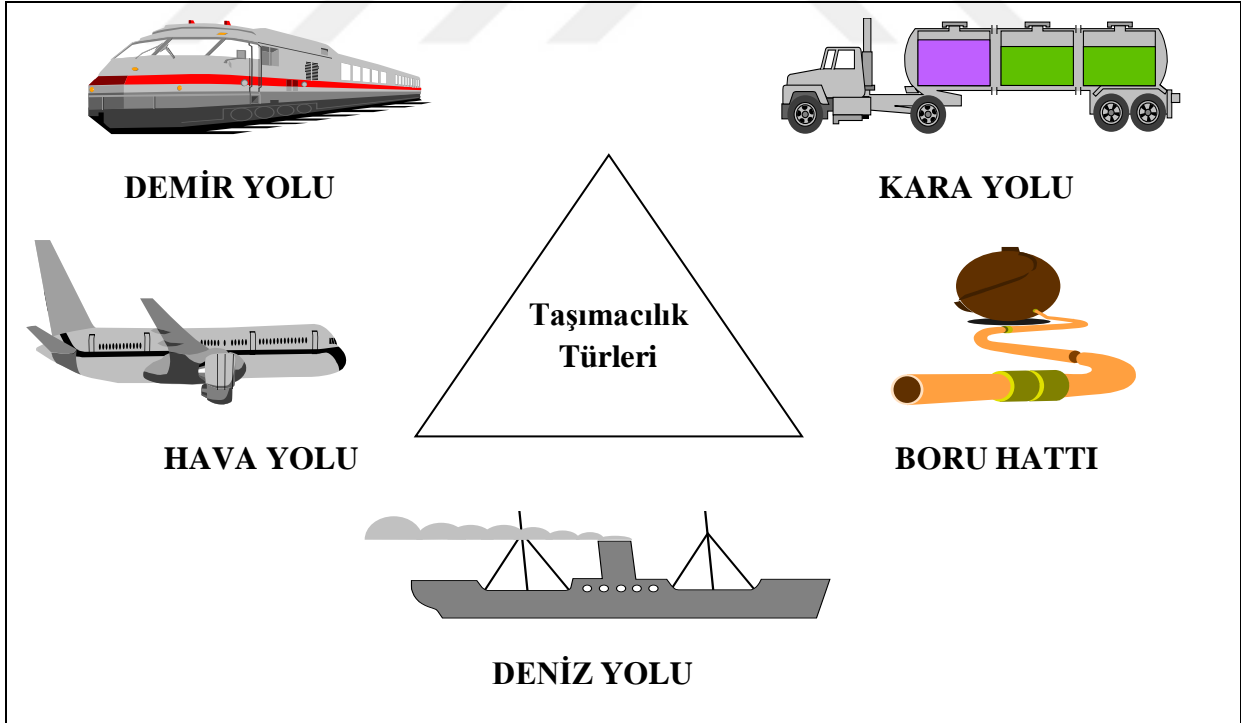 DEMİR YOLU
KARA YOLU
Taşımacılık
Türleri
HAVA YOLU
BORU HATTI
DENİZ YOLU